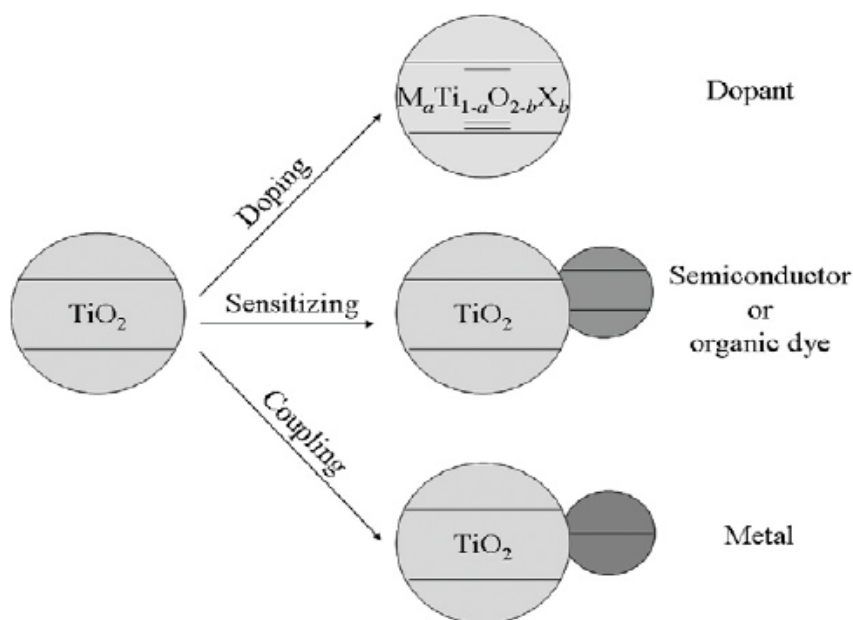 MₐTi₁₋ₐO₂₋bXb
Dopant
Doping
TiO₂
Sensitizing
TiO₂
Semiconductor
or
organic dye
Coupling
TiO₂
Metal